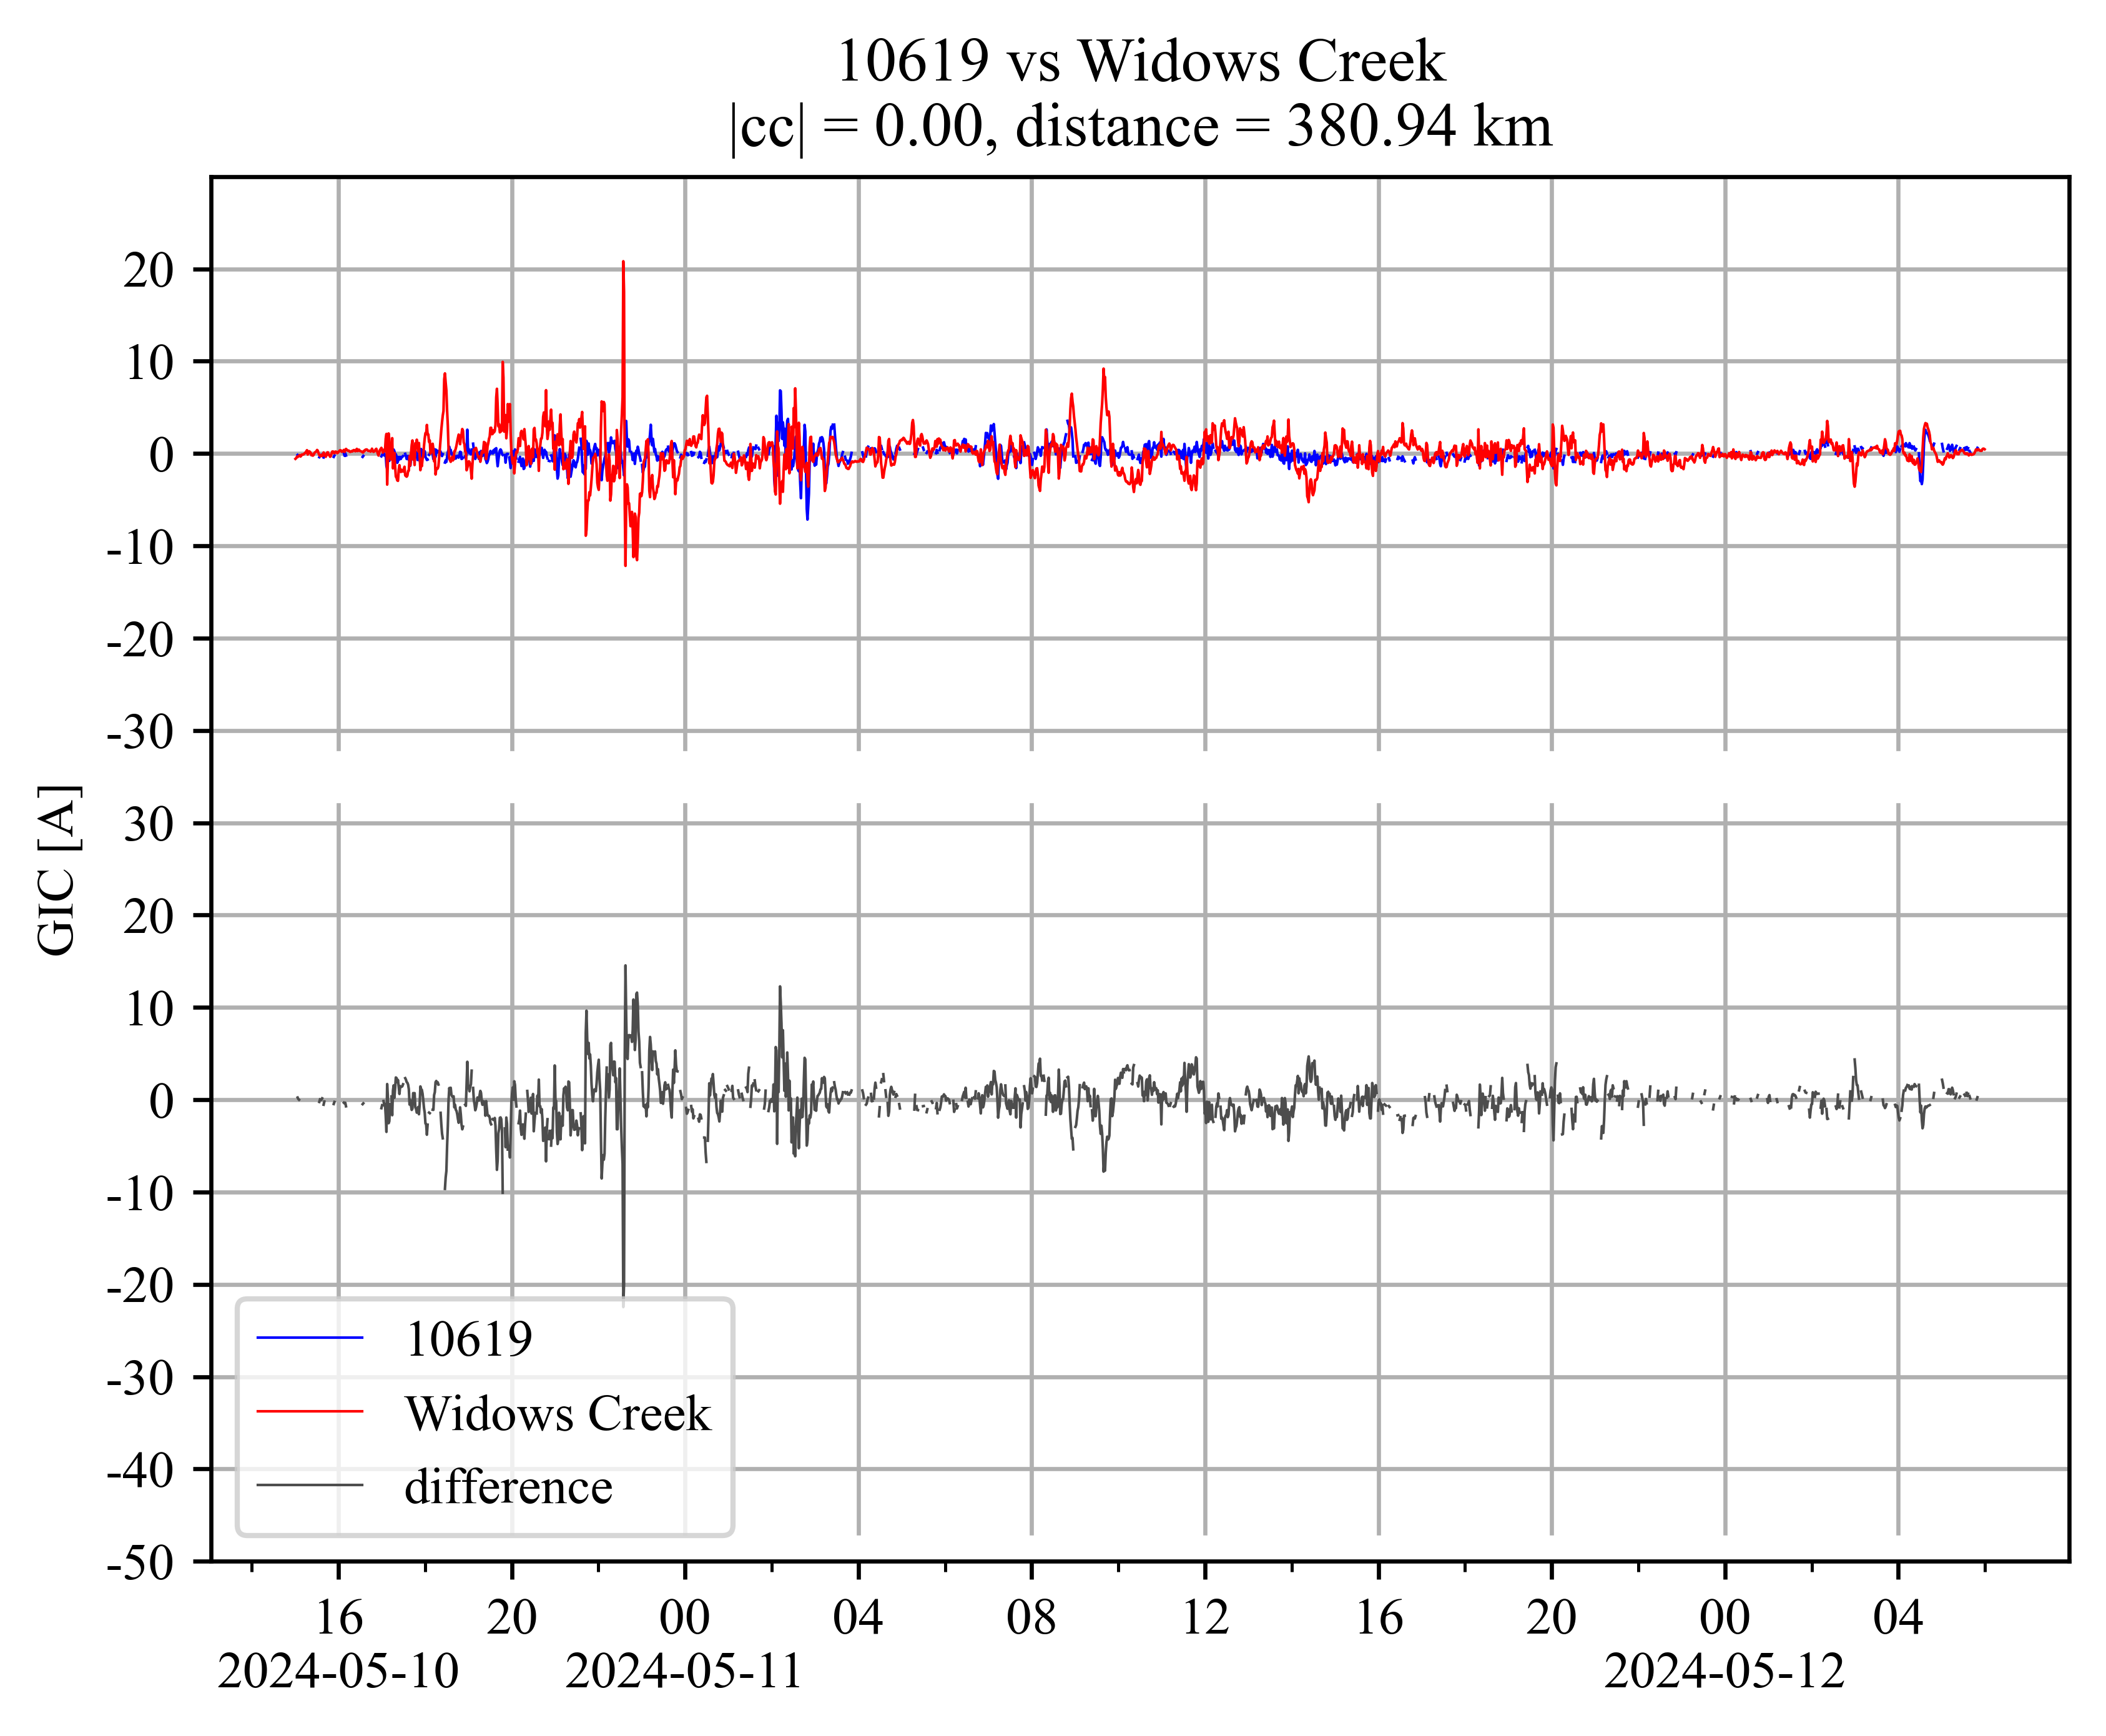 10619 vs Widows Creek
|cc| = 0.00, distance = 380.94 km
GIC [A]
20
10
0
-10
-20
-30
30
20
10
0
-10
-20
-30
-40
-50
10619
Widows Creek
difference
16 20 00 04 08 12 16 20 00 04
2024-05-10 2024-05-11 2024-05-12